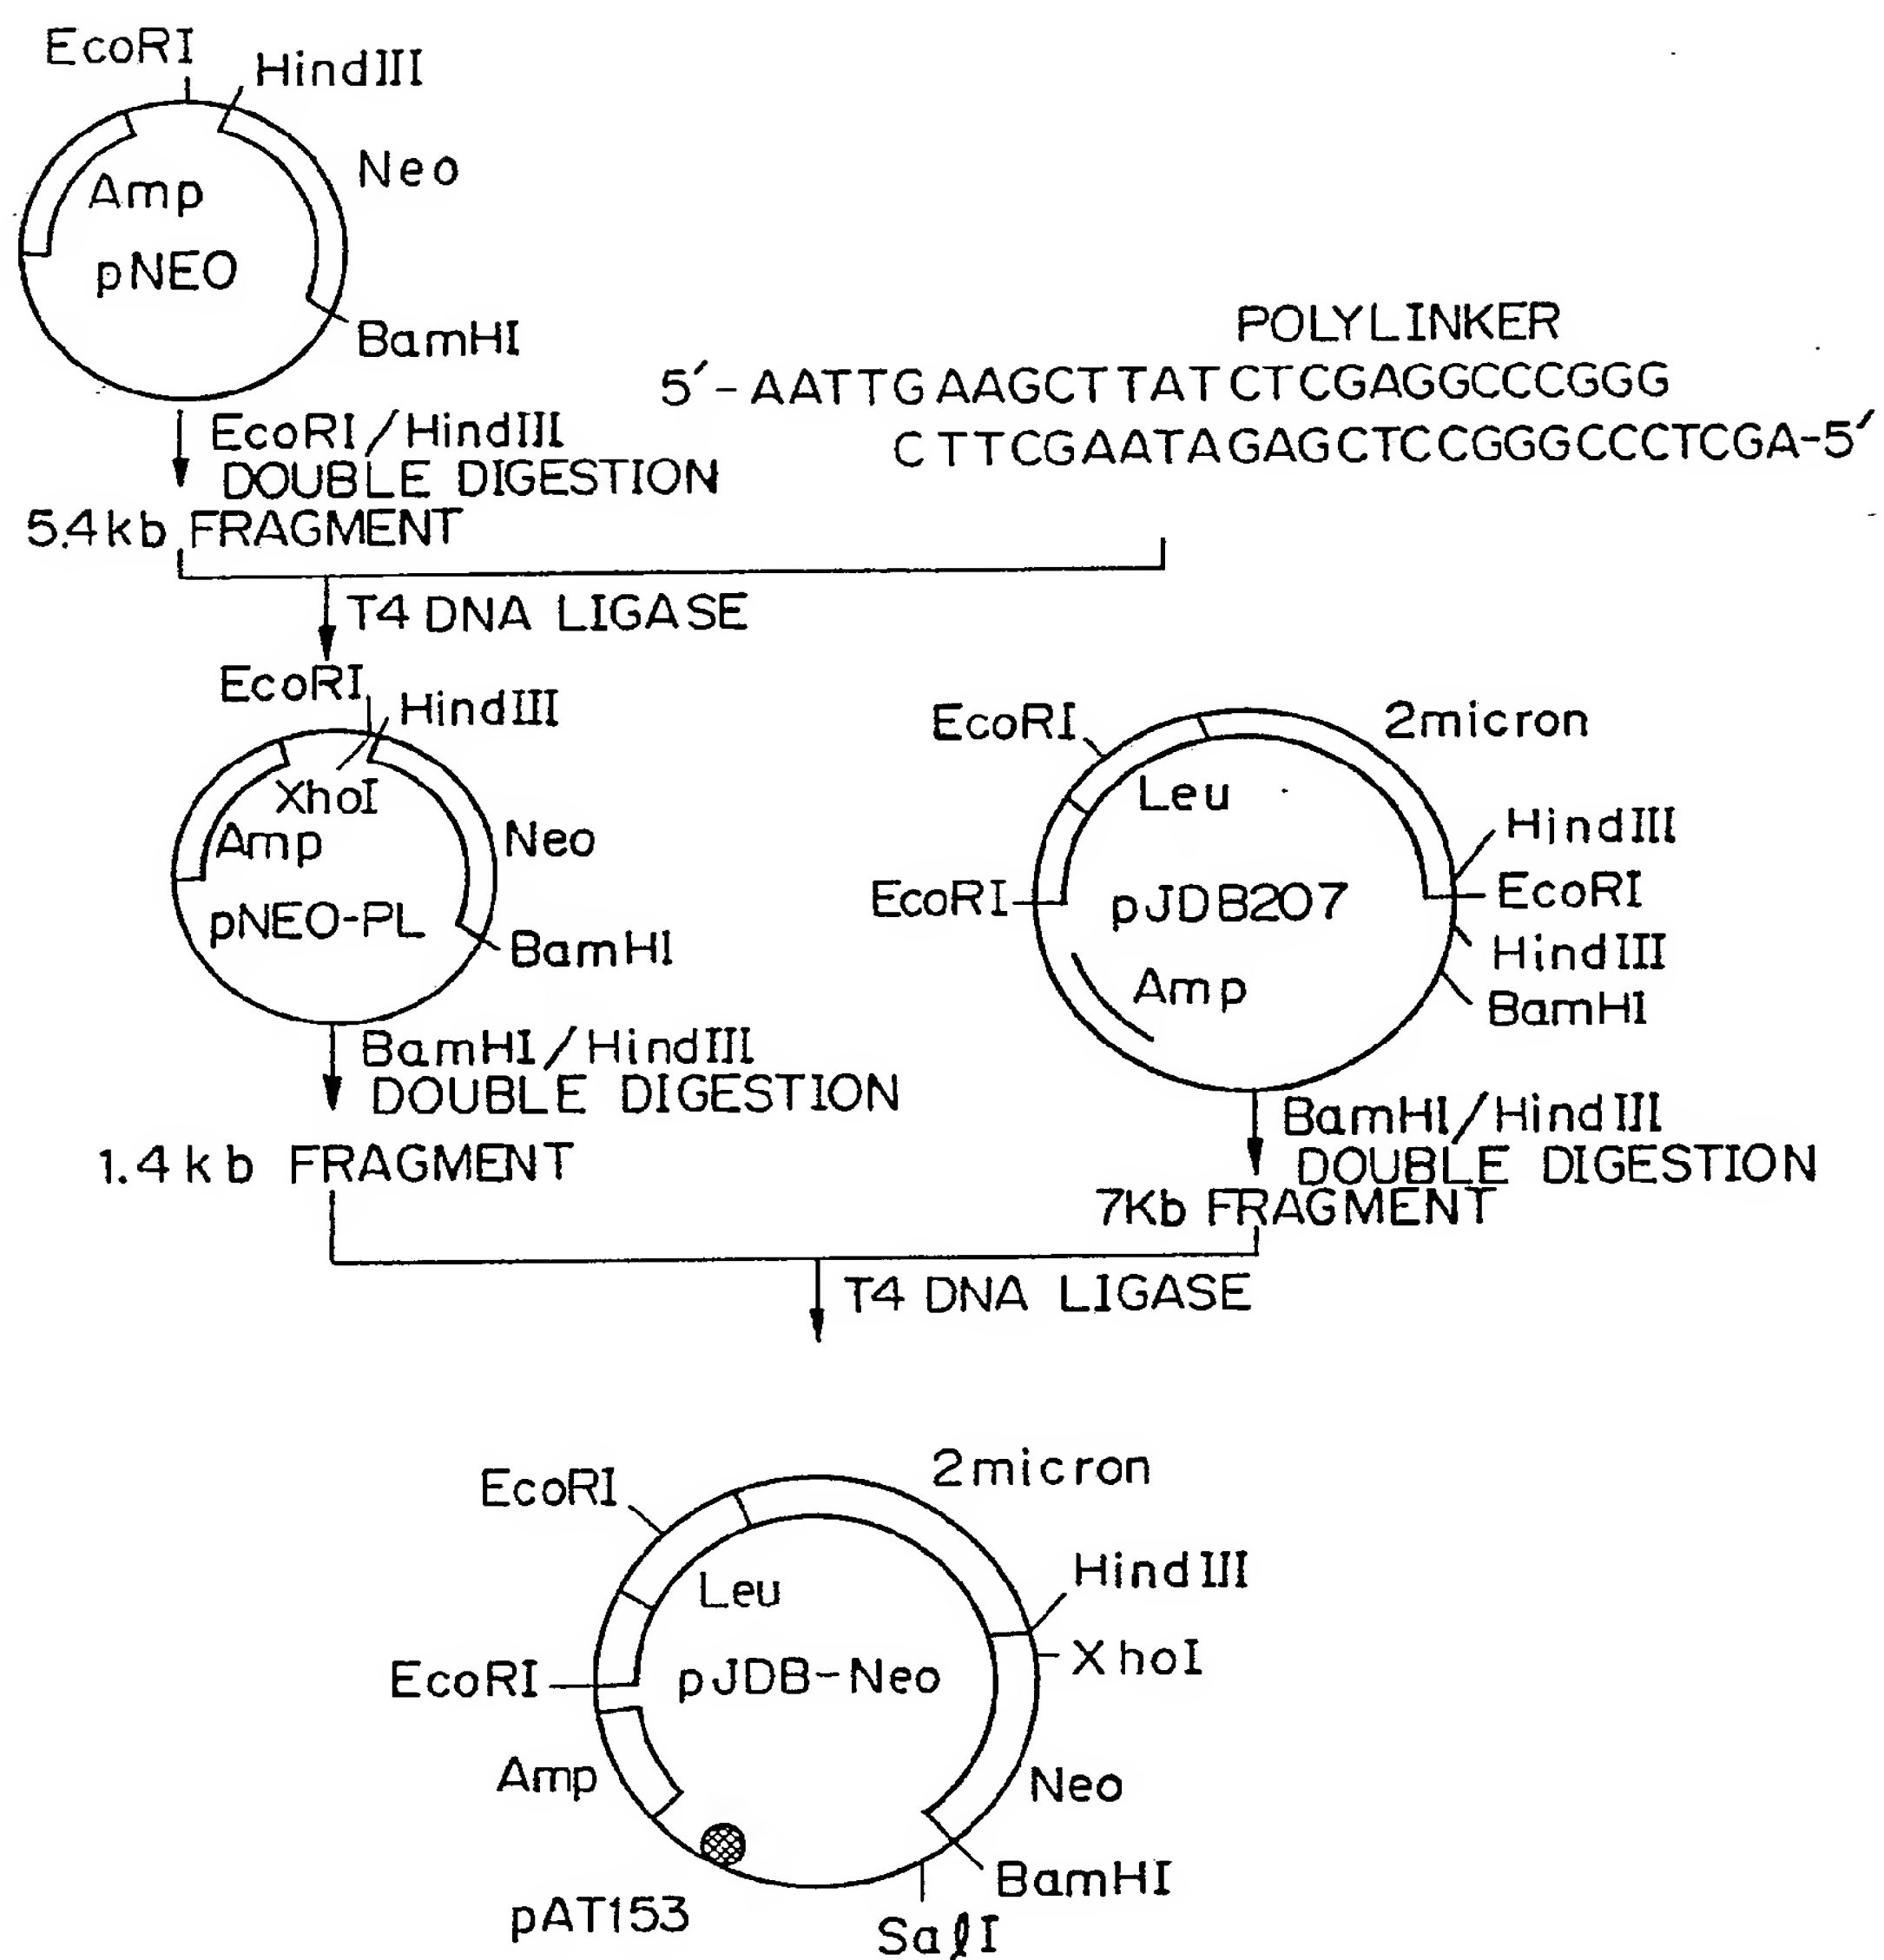 EcoRI
HindIII
Neo
Amp
pNEO
BamHI
POLYLINKER
5′-AATTGAAGCTTATCTCGAGGCCCGGG
CTTCGAATAGAGCTCCGGGCCCTCGA-5′
EcoRI/HindIII
DOUBLE DIGESTION
5.4kb FRAGMENT
T4 DNA LIGASE
EcoRI
HindIII
XhoI
Amp
Neo
pNEO-PL
BamHI
EcoRI
2micron
Leu
HindIII
EcoRI
pJDB207
EcoRI
HindIII
Amp
BamHI
BamHI/HindIII
DOUBLE DIGESTION
1.4kb FRAGMENT
BamHI/HindIII
DOUBLE DIGESTION
7Kb FRAGMENT
T4 DNA LIGASE
2micron
EcoRI
HindIII
Leu
XhoI
EcoRI
pJDB-Neo
Amp
Neo
BamHI
pAT153
SalI